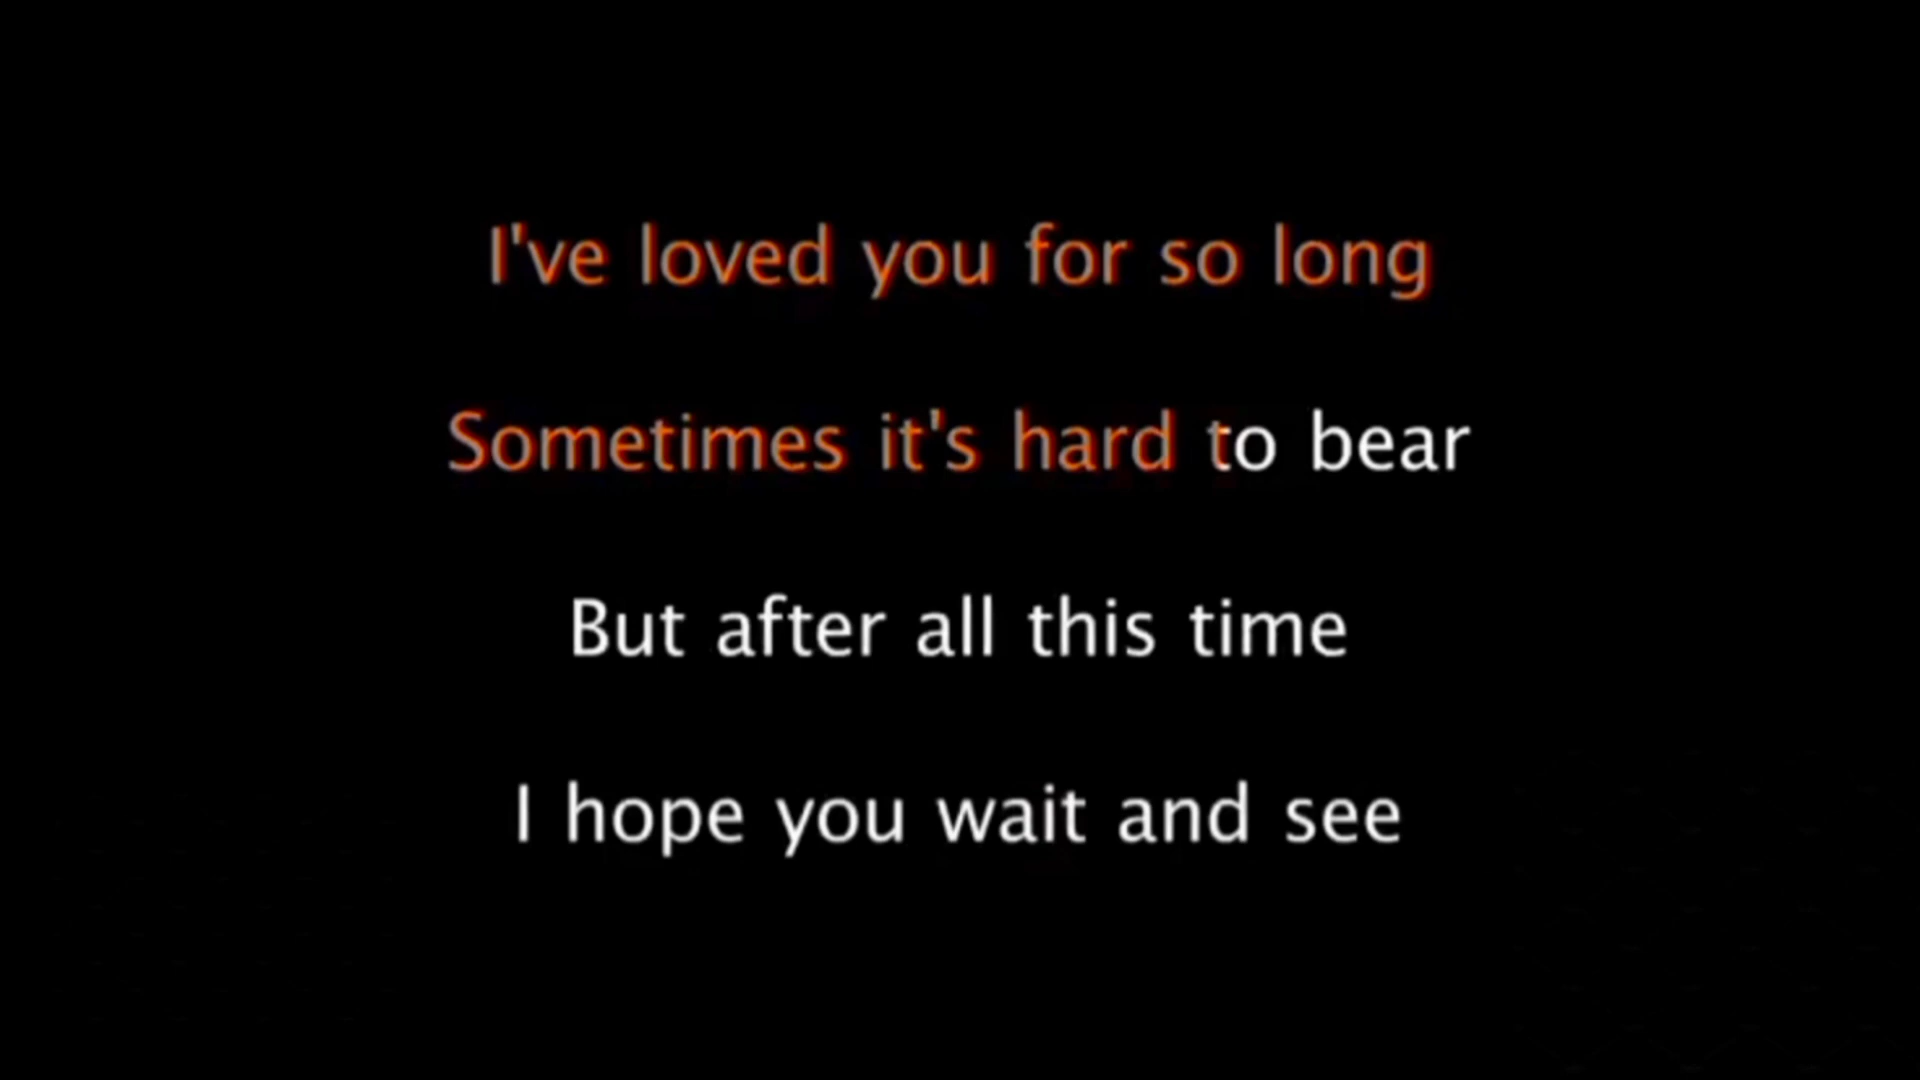 I've loved you for so long
Sometimes it's hard to bear
But after all this time
I hope you wait and see